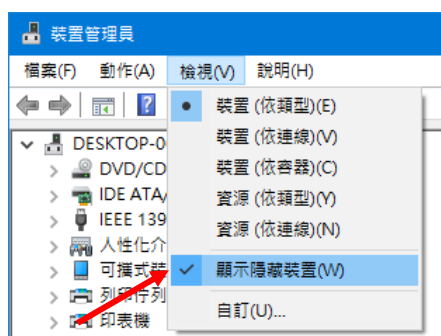 裝置管理員
檔案(F) 動作(A) 檢視(V) 說明(H)
裝置 (依類型)(E)
裝置 (依連線)(V)
裝置 (依容器)(C)
資源 (依類型)(Y)
資源 (依連線)(N)
顯示隱藏裝置(W)
自訂(U)...
DESKTOP-0
DVD/CD
IDE ATA/
IEEE 139
人性化介
可攜式裝
列印佇列
印表機